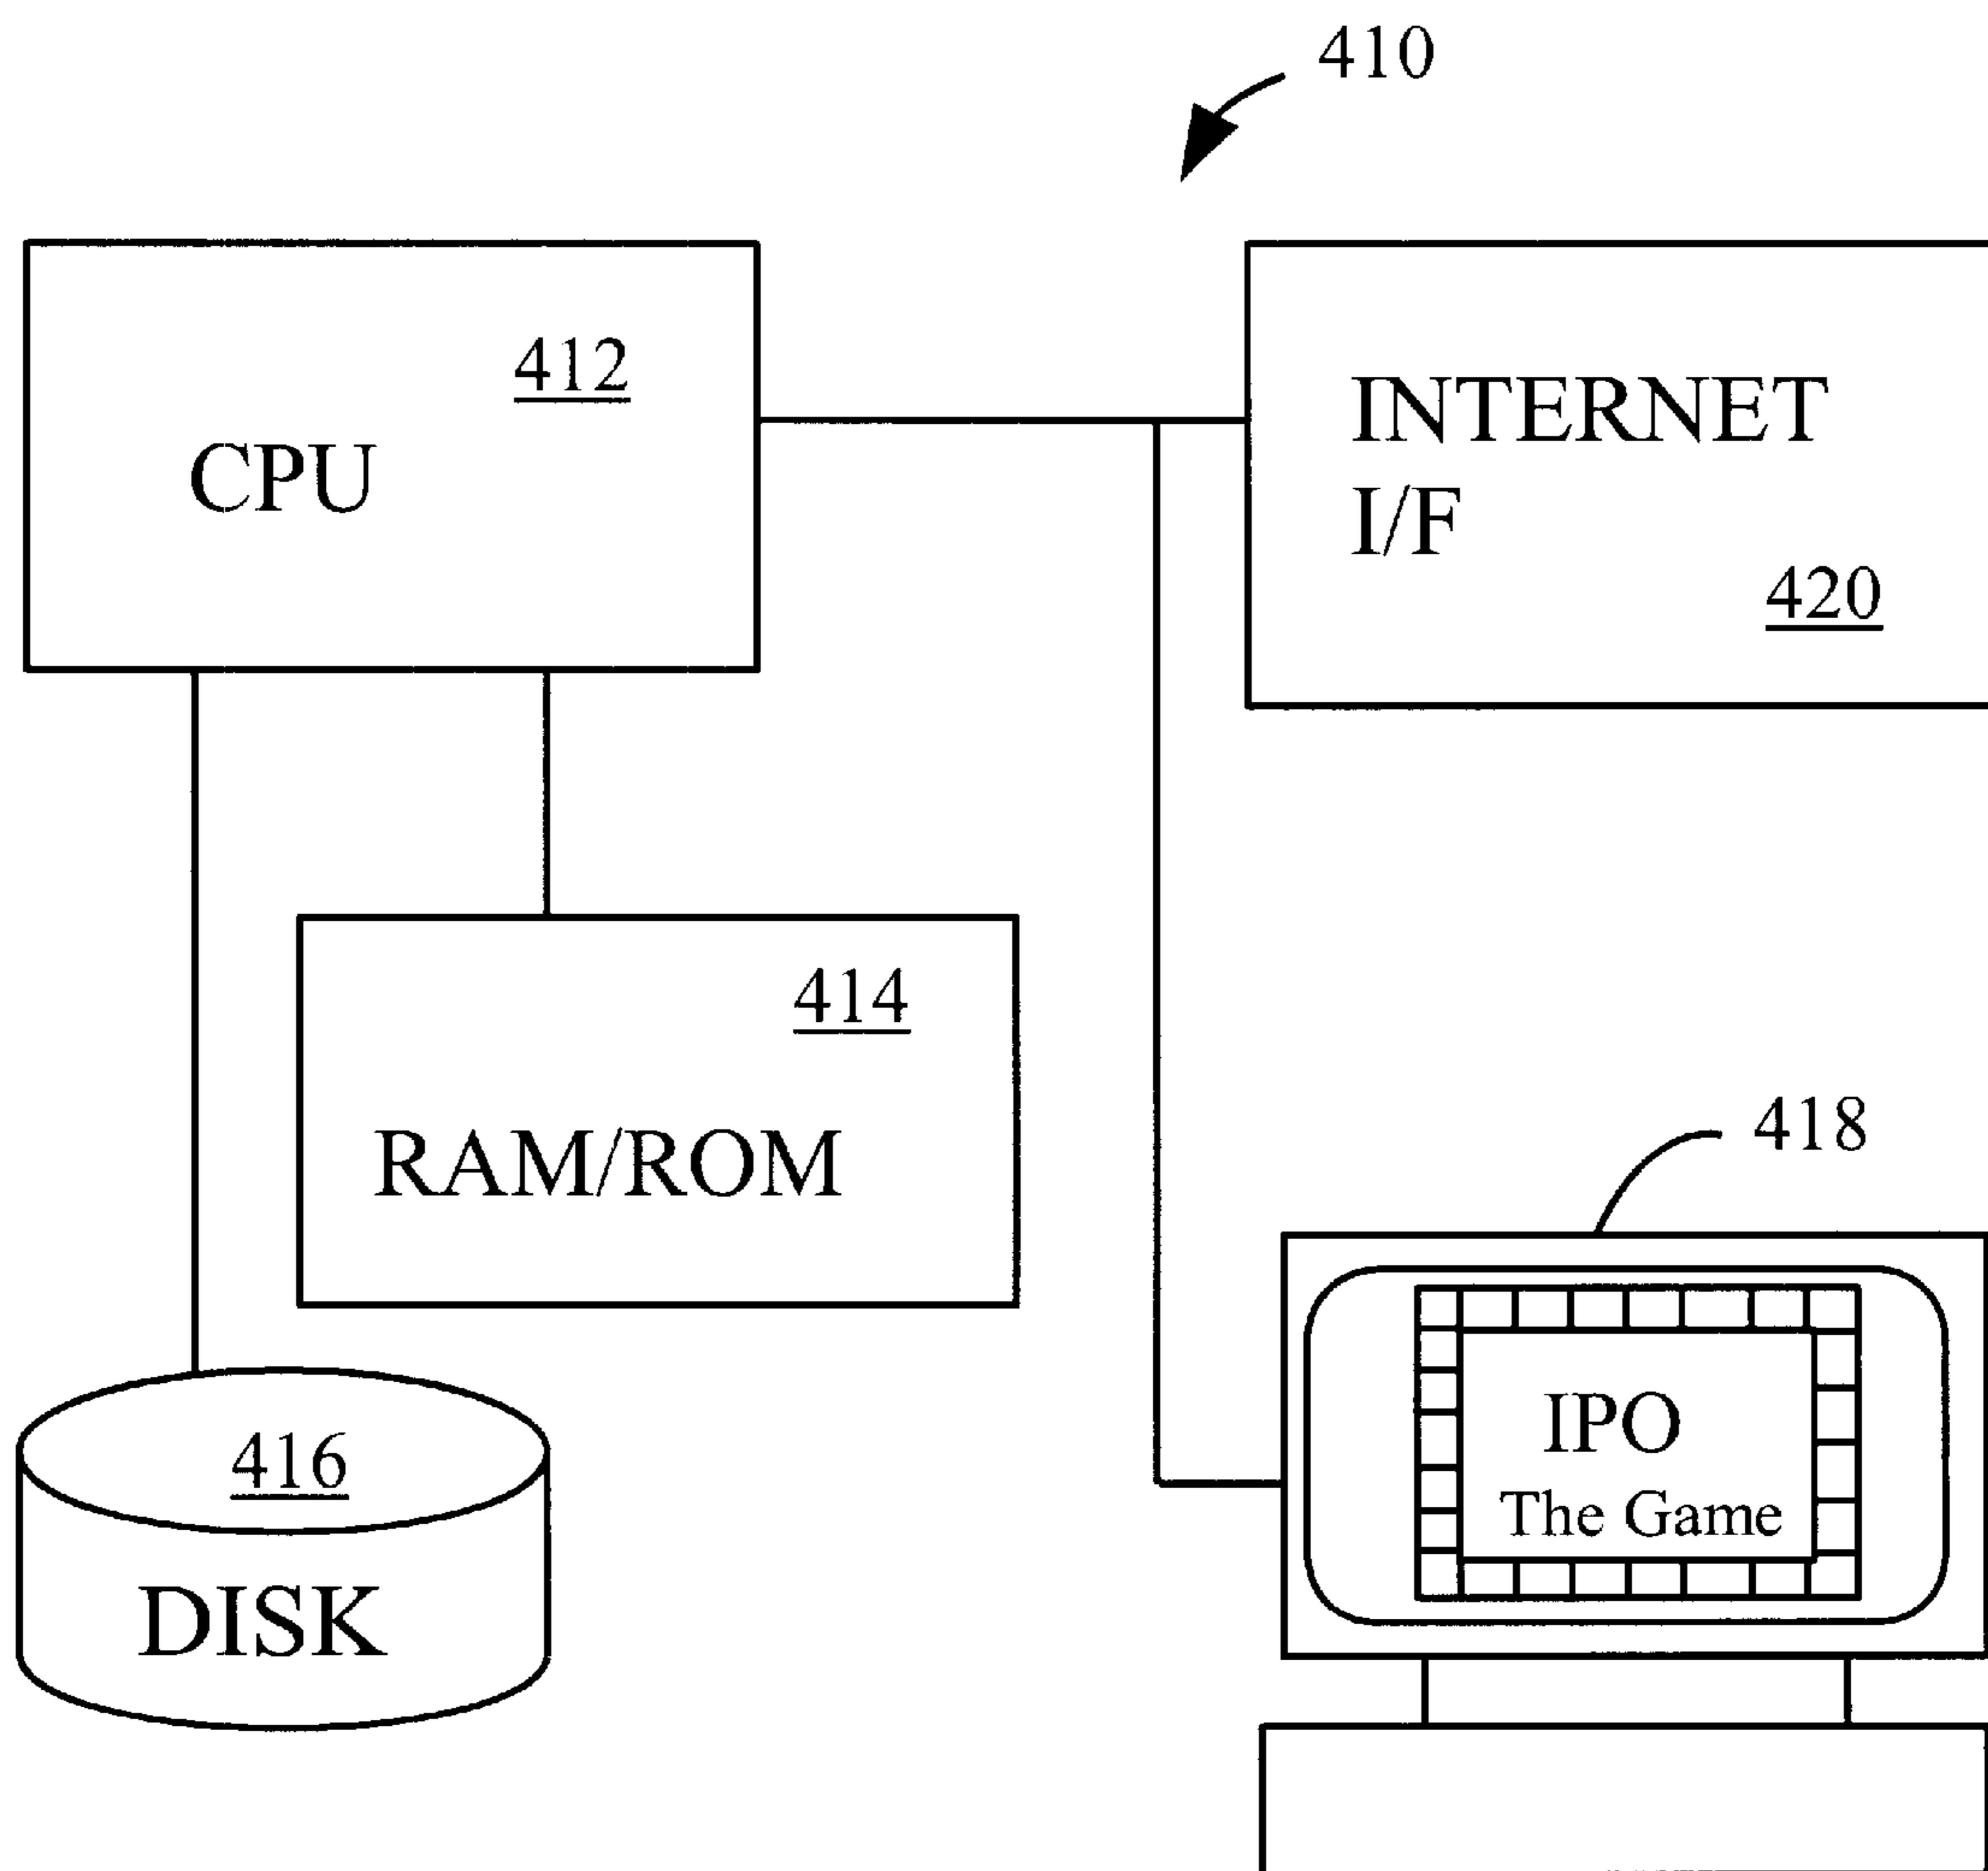 410
412
CPU
INTERNET
I/F
420
414
RAM/ROM
418
416
DISK
IPO
The Game